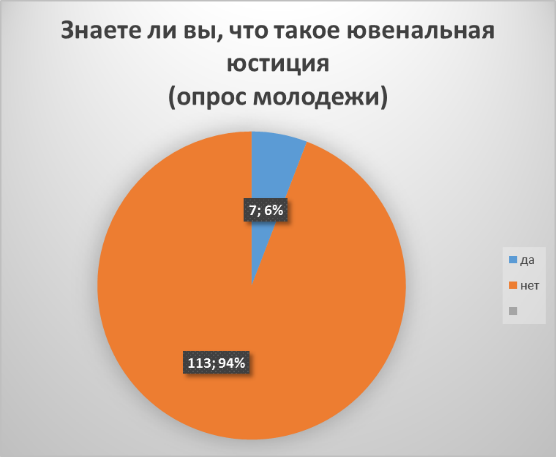 Знаете ли вы, что такое ювенальная
юстиция
(опрос молодежи)
7; 6%
да
нет
113; 94%